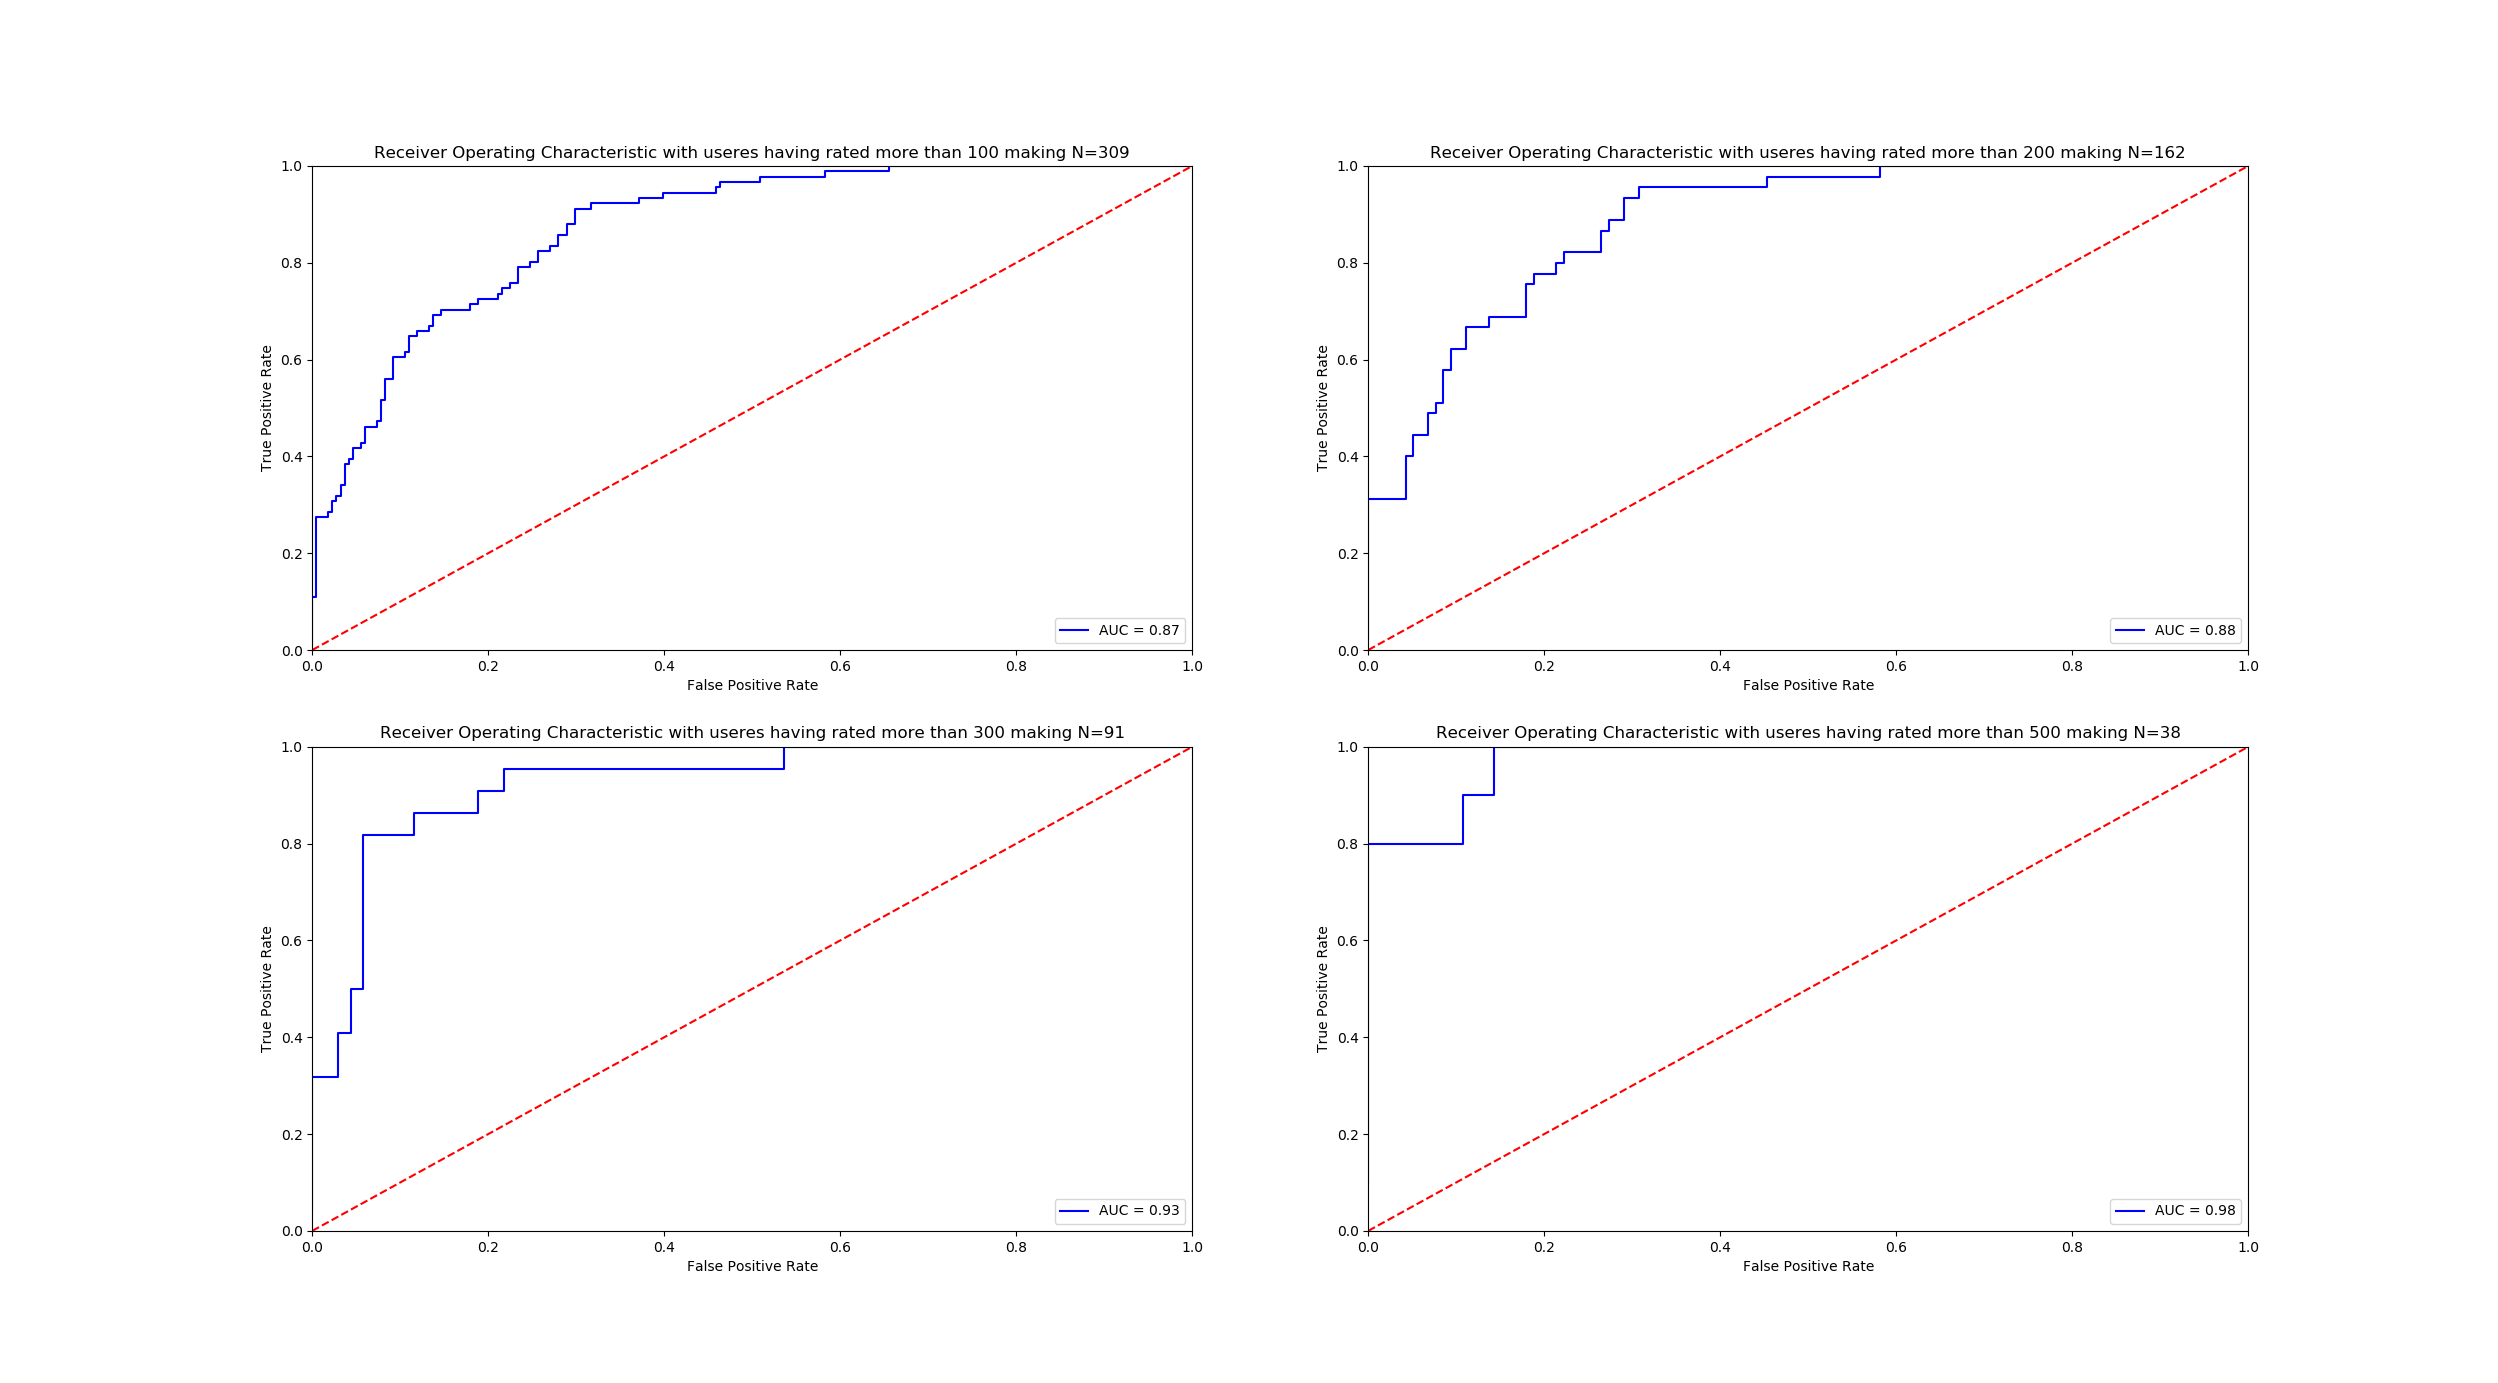 Receiver Operating Characteristic with useres having rated more than 100 making N=309
1.0
0.8
0.6
0.4
0.2
0.0
True Positive Rate
AUC = 0.87
0.0 0.2 0.4 0.6 0.8 1.0
False Positive Rate
Receiver Operating Characteristic with useres having rated more than 200 making N=162
1.0
0.8
0.6
0.4
0.2
0.0
True Positive Rate
AUC = 0.88
0.0 0.2 0.4 0.6 0.8 1.0
False Positive Rate
Receiver Operating Characteristic with useres having rated more than 300 making N=91
1.0
0.8
0.6
0.4
0.2
0.0
True Positive Rate
AUC = 0.93
0.0 0.2 0.4 0.6 0.8 1.0
False Positive Rate
Receiver Operating Characteristic with useres having rated more than 500 making N=38
1.0
0.8
0.6
0.4
0.2
0.0
True Positive Rate
AUC = 0.98
0.0 0.2 0.4 0.6 0.8 1.0
False Positive Rate